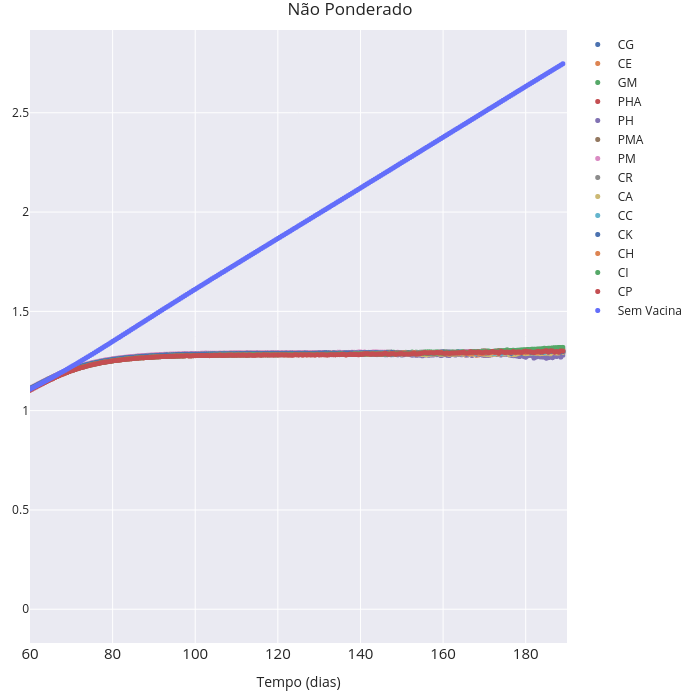 Não Ponderado
2.5
2
1.5
1
0.5
0
60 80 100 120 140 160 180
Tempo (dias)
CG
CE
GM
PHA
PH
PMA
PM
CR
CA
CC
CK
CH
CI
CP
Sem Vacina